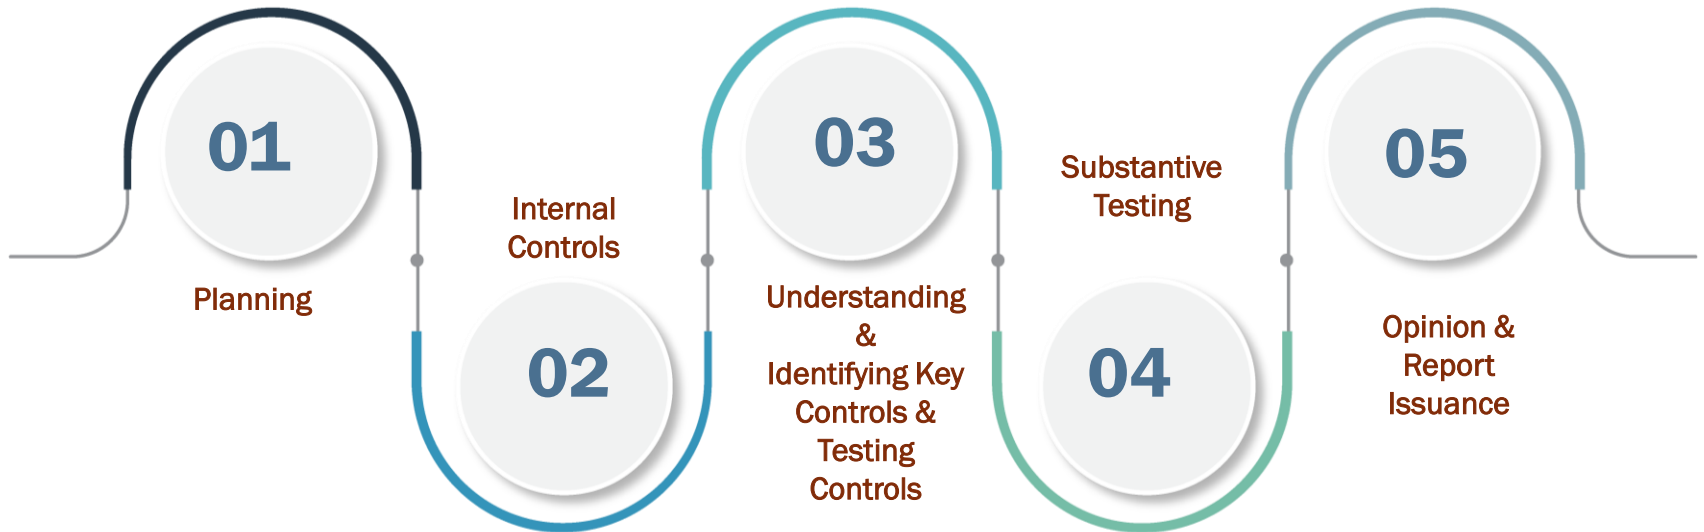 01
Planning
Internal
Controls
02
03
Understanding
&
Identifying Key
Controls &
Testing
Controls
Substantive
Testing
04
05
Opinion &
Report
Issuance